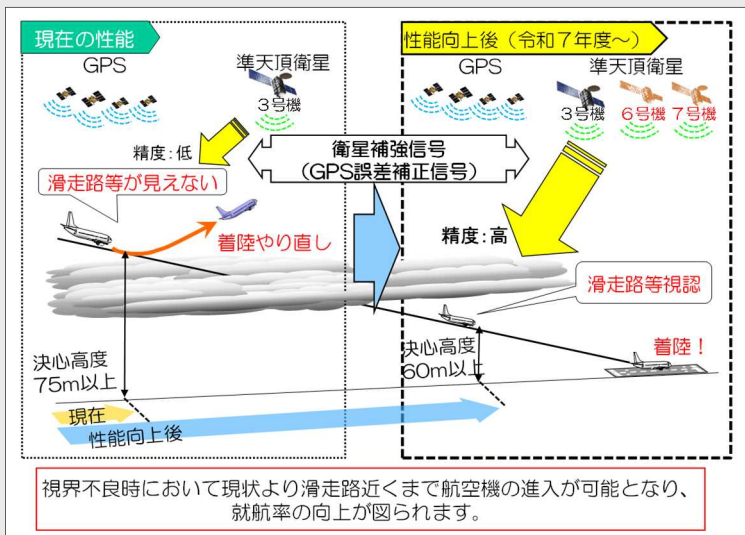 現在の性能
GPS
準天頂衛星
3号機
精度:低
滑走路等が見えない
着陸やり直し
決心高度
75m以上
現在
性能向上後
衛星補強信号
(GPS誤差補正信号)
性能向上後(令和7年度~)
GPS
準天頂衛星
3号機
6号機
7号機
精度:高
滑走路等視認
決心高度
60m以上
着陸!
視界不良時において現状より滑走路近くまで航空機の進入が可能となり、
就航率の向上が図られます。